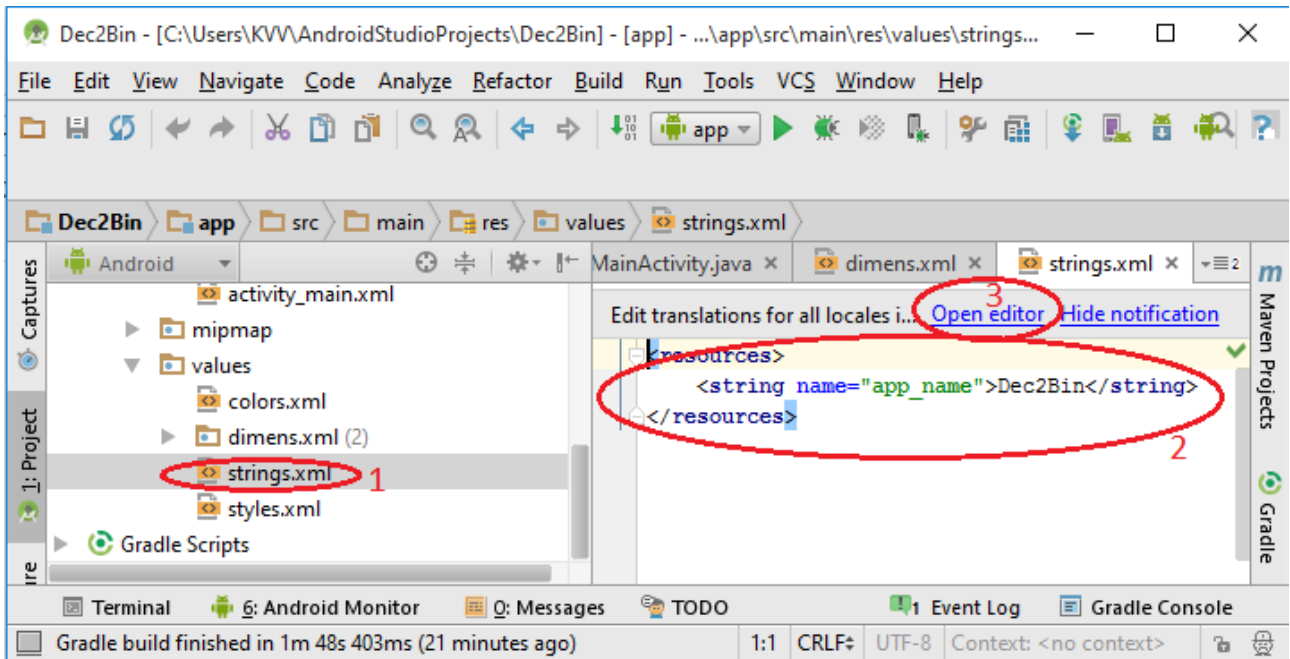 Dec2Bin - [C:\Users\KVV\AndroidStudioProjects\Dec2Bin] - [app] - ...\app\src\main\res\values\strings...
File Edit View Navigate Code Analyze Refactor Build Run Tools VCS Window Help
app
Dec2Bin app src main res values strings.xml
Android
MainActivity.java dimens.xml strings.xml 2
Captures
1: Project
activity_main.xml
mipmap
values
colors.xml
dimens.xml (2)
strings.xml 1
styles.xml
Gradle Scripts
3
Edit translations for all locales i... Open editor Hide notification
<resources>
<string name="app_name">Dec2Bin</string>
</resources>
2
m Maven Projects
Gradle
Terminal 6: Android Monitor 0: Messages TODO 1 Event Log Gradle Console
Gradle build finished in 1m 48s 403ms (21 minutes ago) 1:1 CRLF UTF-8 Context: <no context>